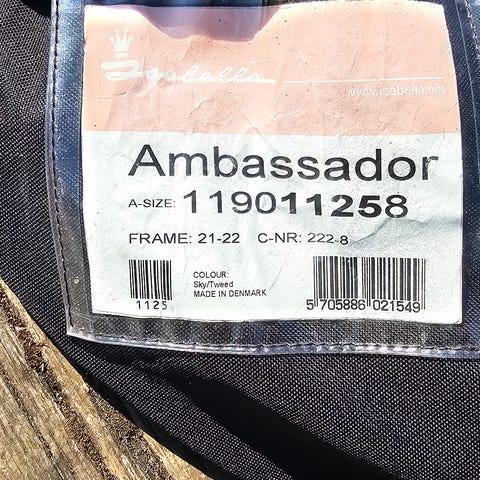 Isabella
www.isabella.net
Ambassador
A-SIZE: 119011258
FRAME: 21-22 C-NR: 222-8
COLOUR:
Sky/Tweed
MADE IN DENMARK
1125
5 705886 021549